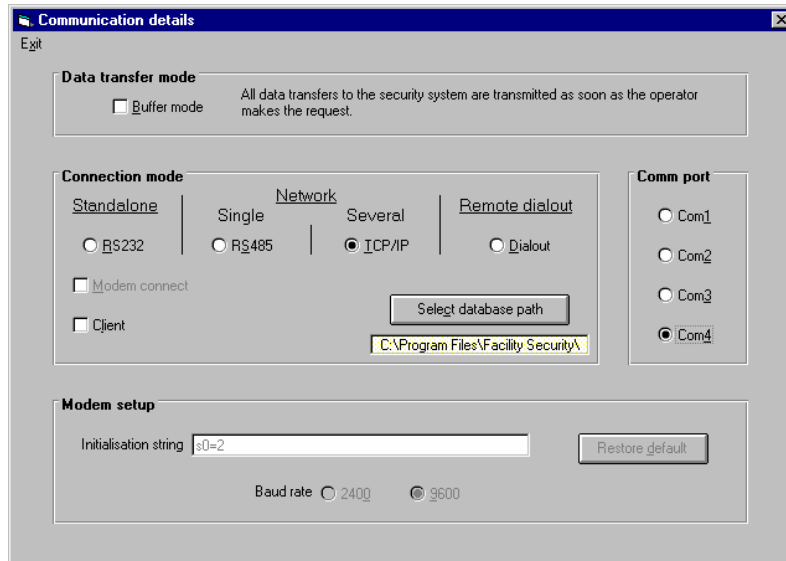 Communication details
Exit
Data transfer mode
Buffer mode
All data transfers to the security system are transmitted as soon as the operator
makes the request.
Connection mode
Standalone
Network
Single
Several
Remote dialout
RS232
RS485
TCP/IP
Dialout
Modem connect
Client
Select database path
C:\Program Files\Facility Security\
Comm port
Com1
Com2
Com3
Com4
Modem setup
Initialisation string
s0=2
Restore default
Baud rate
2400
9600